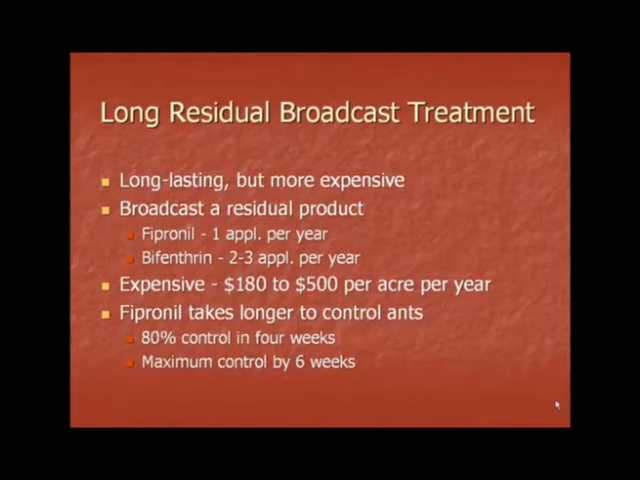 Long Residual Broadcast Treatment
Long-lasting, but more expensive
Broadcast a residual product
Fipronil - 1 appl. per year
Bifenthrin - 2-3 appl. per year
Expensive - $180 to $500 per acre per year
Fipronil takes longer to control ants
80% control in four weeks
Maximum control by 6 weeks